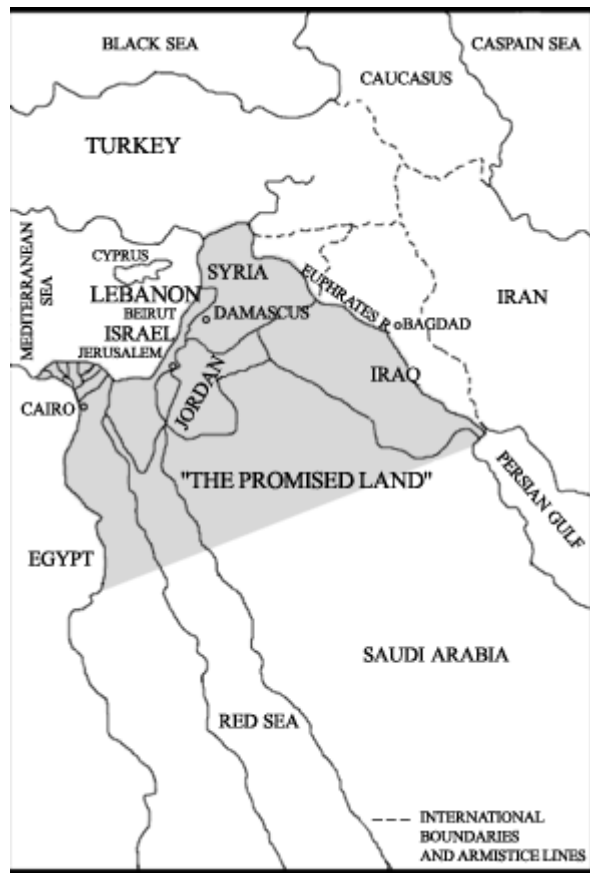 BLACK SEA
CASPAIN SEA
CAUCASUS
TURKEY
MEDITERRANEAN
SEA
CYPRUS
SYRIA
LEBANON
BEIRUT
DAMASCUS
ISRAEL
JERUSALEM
JORDAN
EUPHRATES R
BAGDAD
IRAN
IRAQ
CAIRO
"THE PROMISED LAND"
PERSIAN GULF
EGYPT
SAUDI ARABIA
RED SEA
INTERNATIONAL
BOUNDARIES
AND ARMISTICE LINES